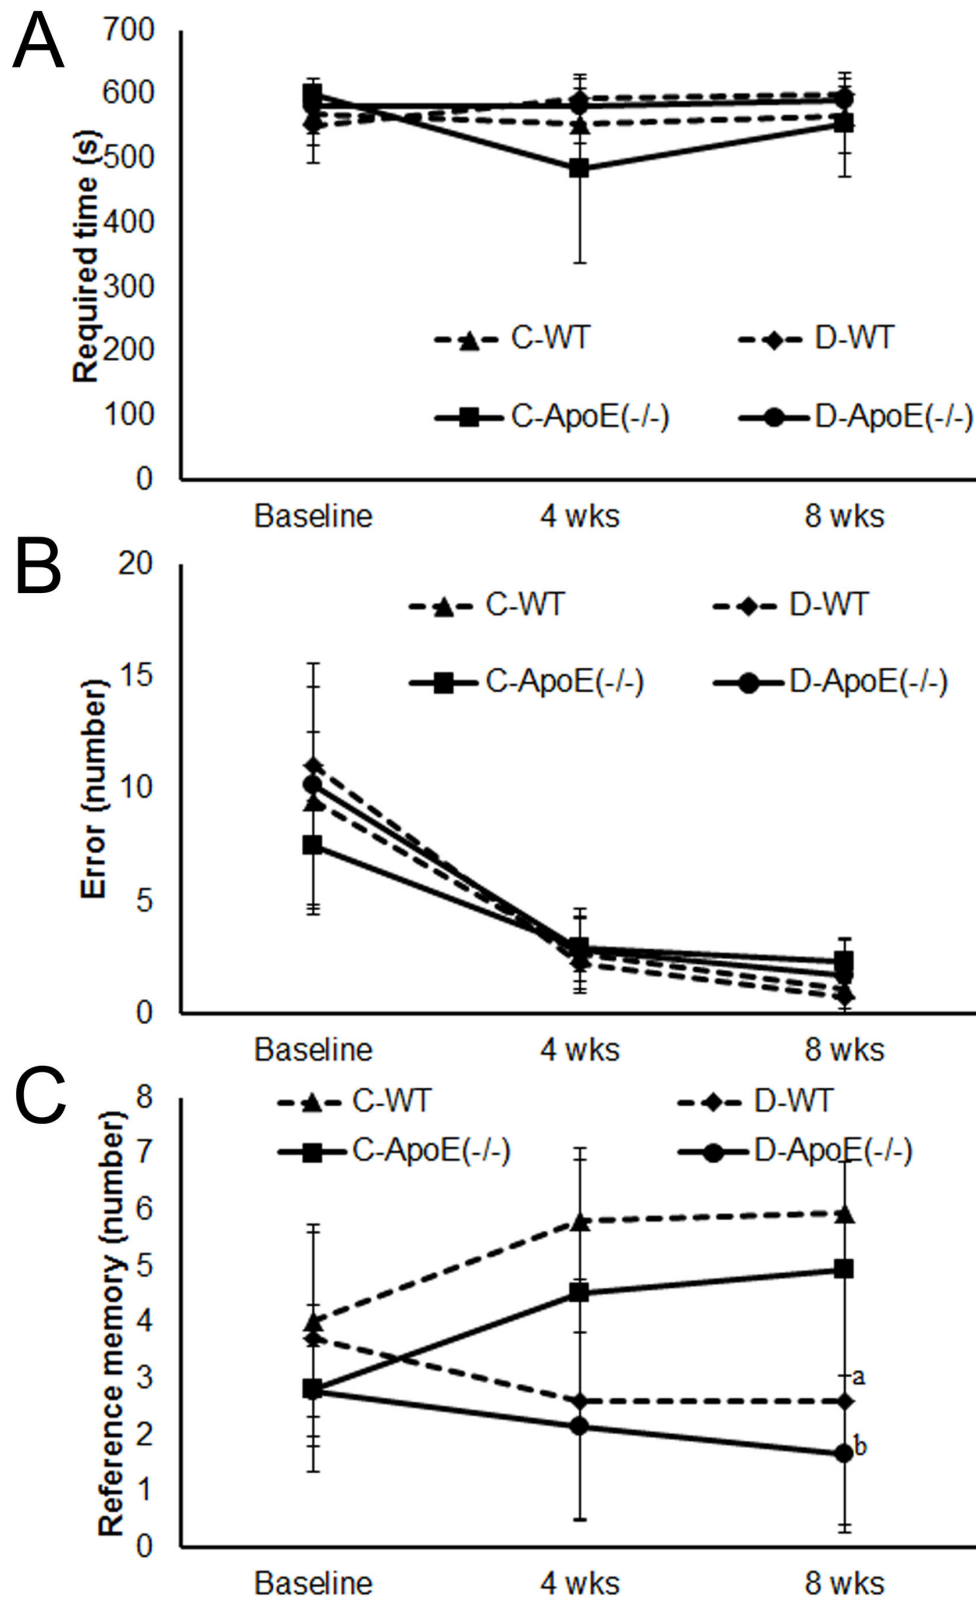 A
Required time (s)
700
600
500
400
300
200
100
0
C-WT
D-WT
C-ApoE(-/-)
D-ApoE(-/-)
Baseline
4 wks
8 wks
B
Error (number)
20
15
10
5
0
C-WT
D-WT
C-ApoE(-/-)
D-ApoE(-/-)
Baseline
4 wks
8 wks
C
Reference memory (number)
8
7
6
5
4
3
2
1
0
C-WT
D-WT
C-ApoE(-/-)
D-ApoE(-/-)
a
b
Baseline
4 wks
8 wks